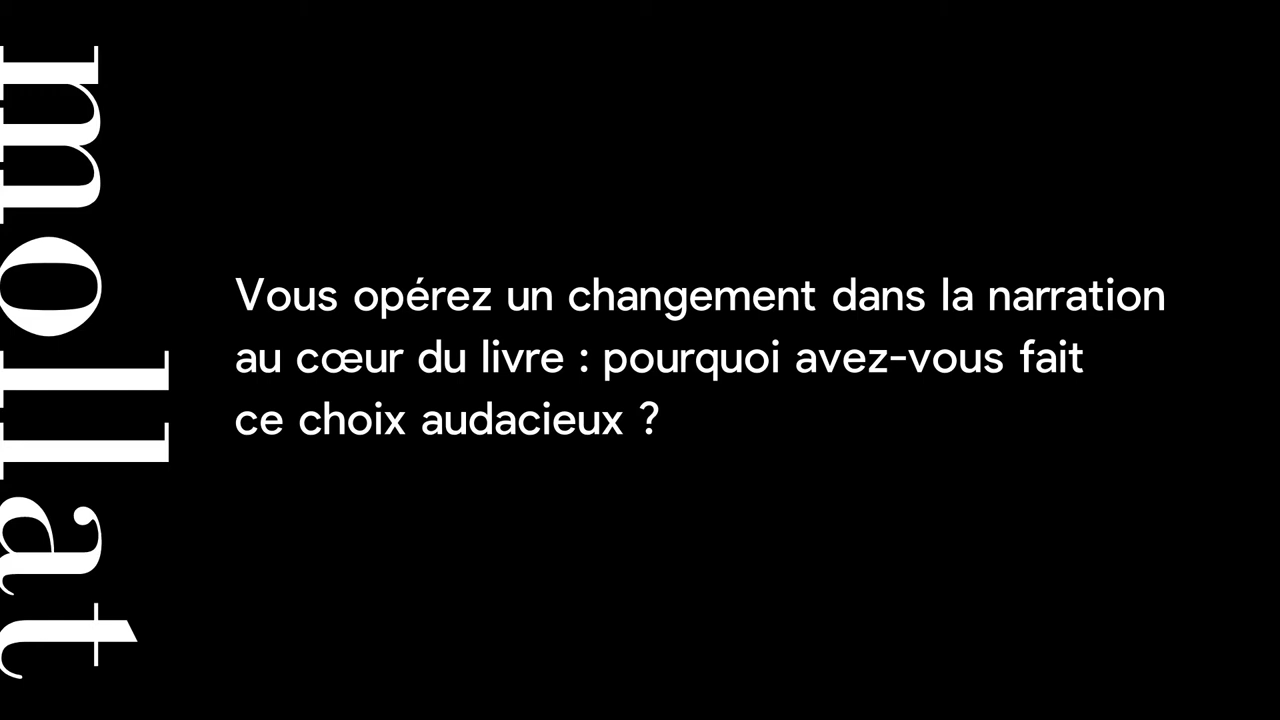 mollat
Vous opérez un changement dans la narration
au cœur du livre : pourquoi avez-vous fait
ce choix audacieux ?